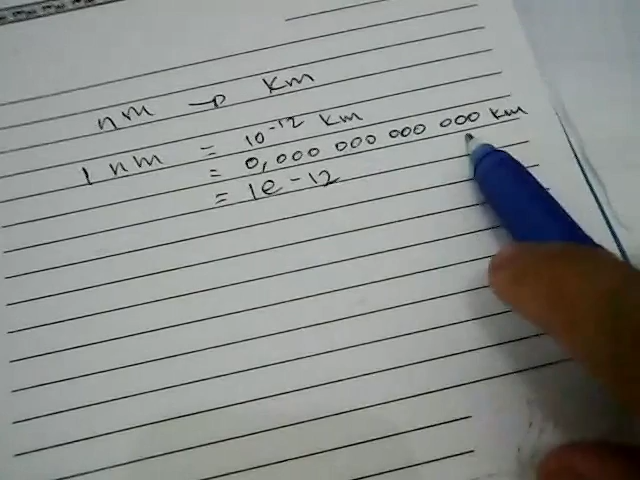 nm → km
1 nm = 10⁻¹² km
= 0,000 000 000 000 km
= 1e-12